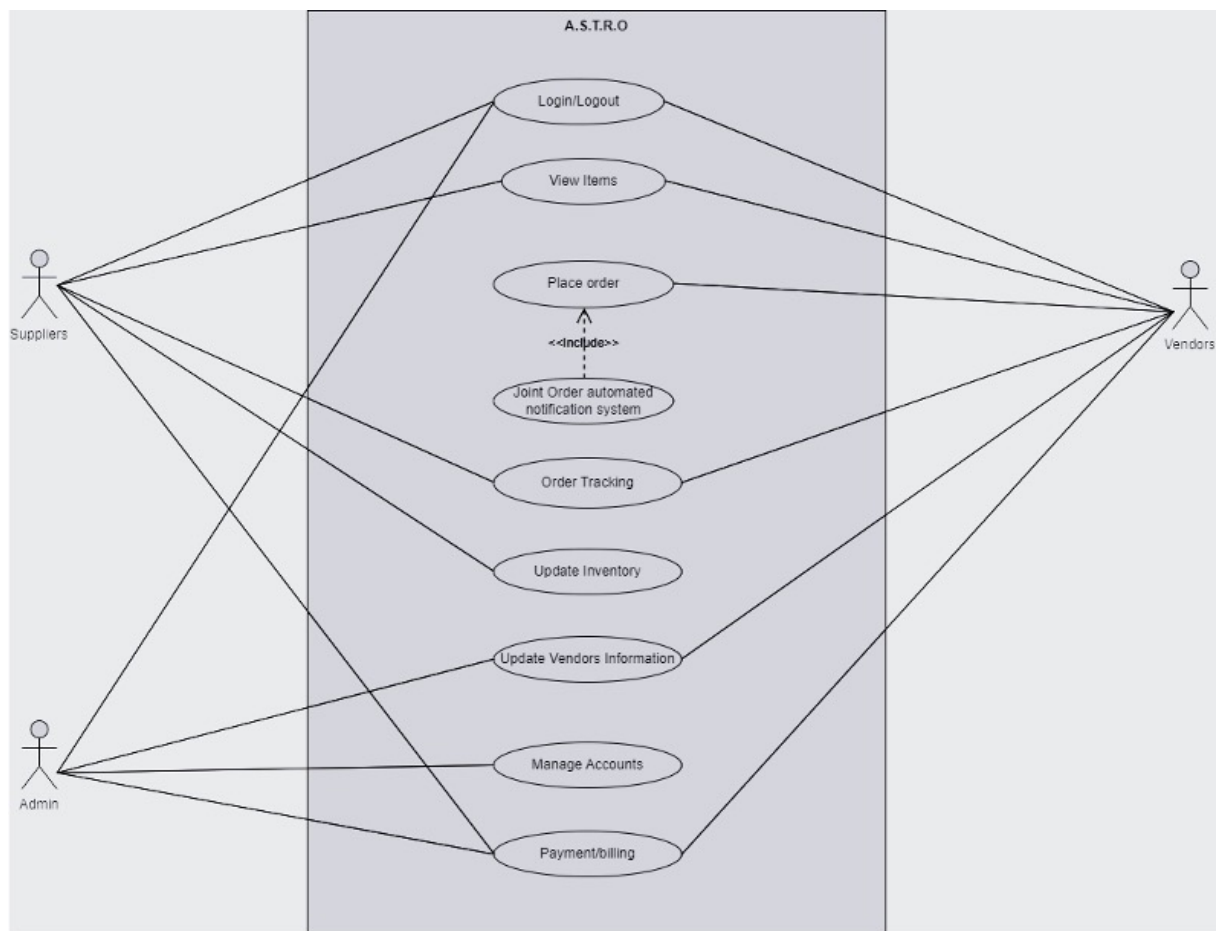 A.S.T.R.O
Login/Logout
View Items
Place order
Suppliers
Vendors
<<Include>>
Joint Order automated
notification system
Order Tracking
Update Inventory
Update Vendors Information
Manage Accounts
Admin
Payment/billing